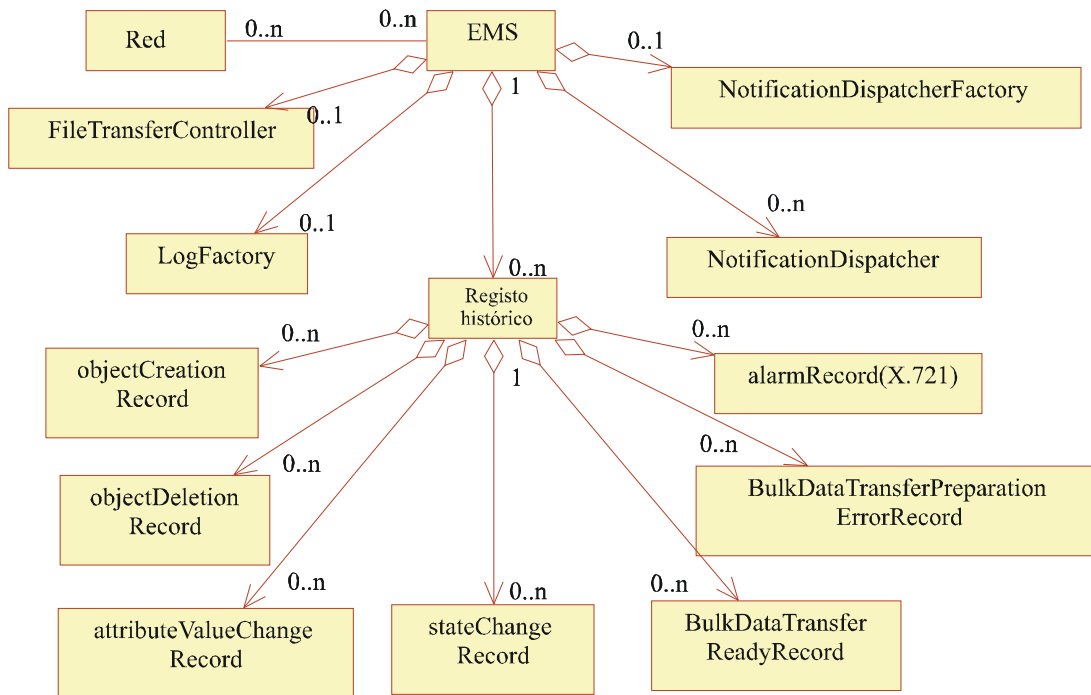 Red
0..n
0..n
EMS
0..1
NotificationDispatcherFactory
1
FileTransferController
0..1
0..1
LogFactory
0..n
NotificationDispatcher
0..n
Registo
histórico
0..n
0..n
objectCreation
Record
1
alarmRecord(X.721)
0..n
0..n
objectDeletion
Record
BulkDataTransferPreparation
ErrorRecord
0..n
0..n
0..n
attributeValueChange
Record
stateChange
Record
BulkDataTransfer
ReadyRecord